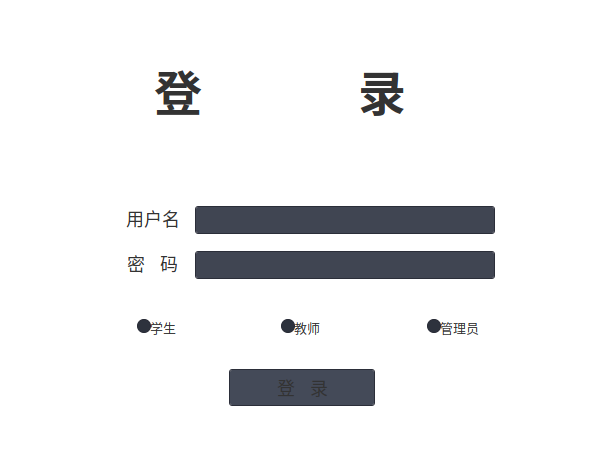 登 录
用户名
密 码
学生 教师 管理员
登 录